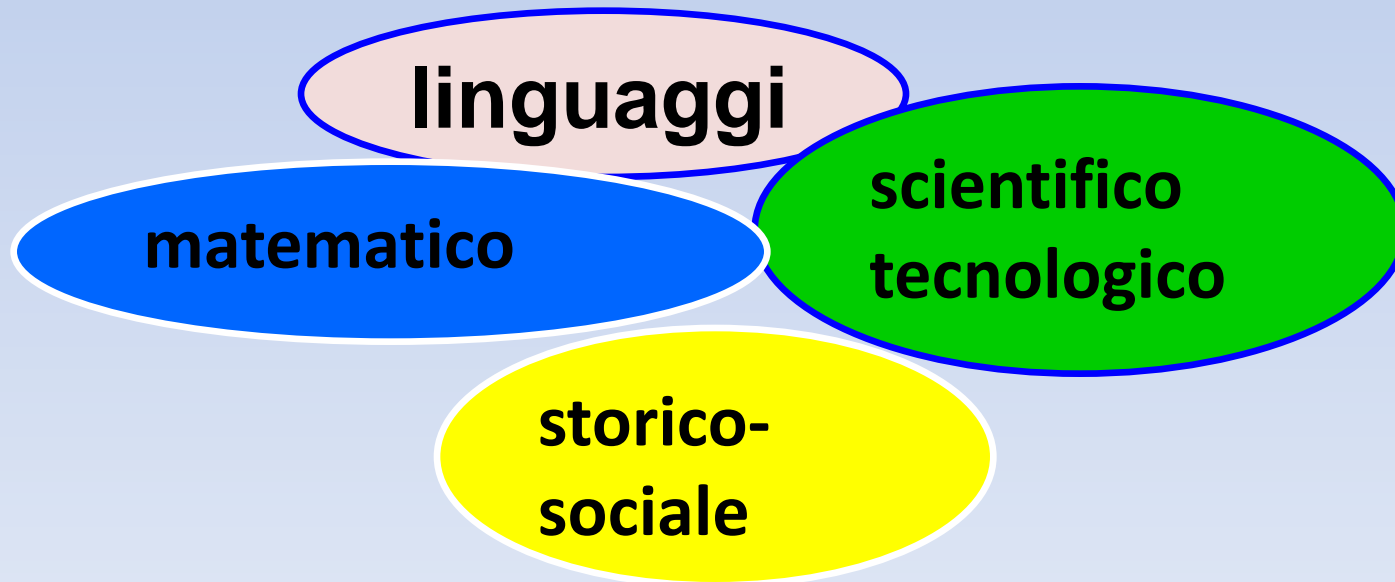 linguaggi
matematico
scientifico
tecnologico
storico-
sociale